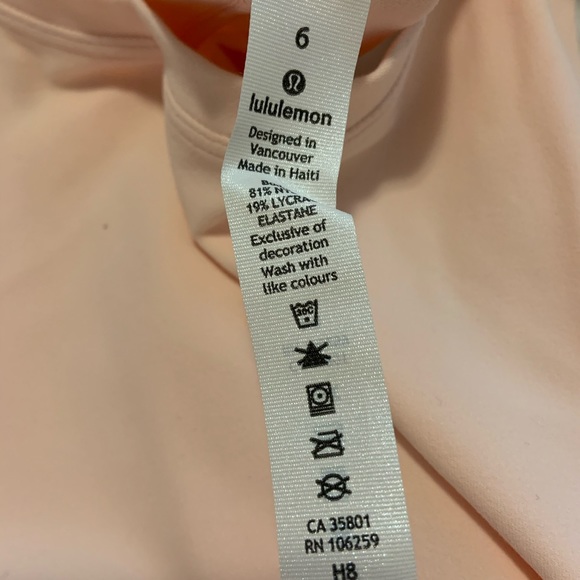 6
lululemon
Designed in
Vancouver
Made in Haiti
81%
19% LYCRA
ELASTANE
Exclusive of
decoration
Wash with
like colours
30C
CA 35801
RN 106259
H8